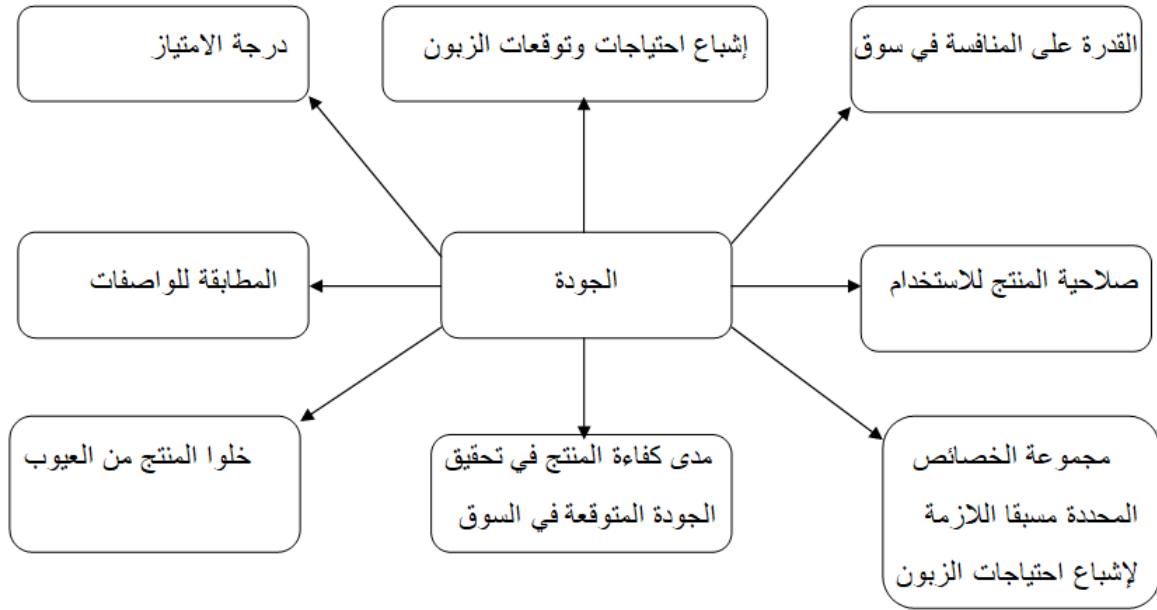 القدرة على المنافسة في سوق
إشباع احتياجات وتوقعات الزبون
درجة الامتياز
صلاحية المنتج للاستخدام
الجودة
المطابقة للواصفات
مجموعة الخصائص
المحددة مسبقا اللازمة
لإشباع احتياجات الزبون
مدى كفاءة المنتج في تحقيق
الجودة المتوقعة في السوق
خلوا المنتج من العيوب